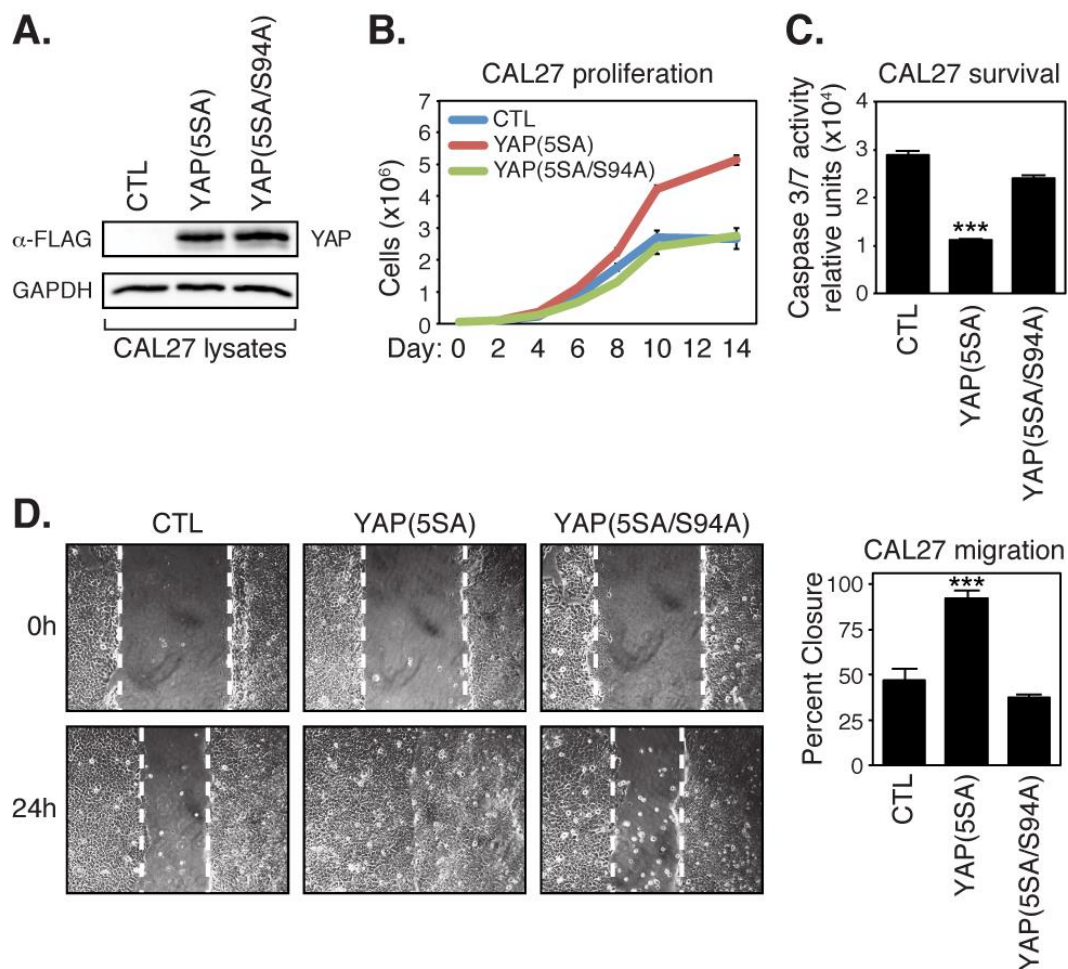 A.
CTL
YAP(5SA)
YAP(5SA/S94A)
α-FLAG
YAP
GAPDH
CAL27 lysates
B.
CAL27 proliferation
7
6
5
4
3
2
1
0
Cells (x10⁶)
CTL
YAP(5SA)
YAP(5SA/S94A)
Day: 0 2 4 6 8 10 12 14
C.
CAL27 survival
Caspase 3/7 activity
relative units (x10⁴)
4
3
2
1
0
***
CTL
YAP(5SA)
YAP(5SA/S94A)
D.
CTL
YAP(5SA)
YAP(5SA/S94A)
0h
24h
CAL27 migration
Percent Closure
100
75
50
25
0
***
CTL
YAP(5SA)
YAP(5SA/S94A)